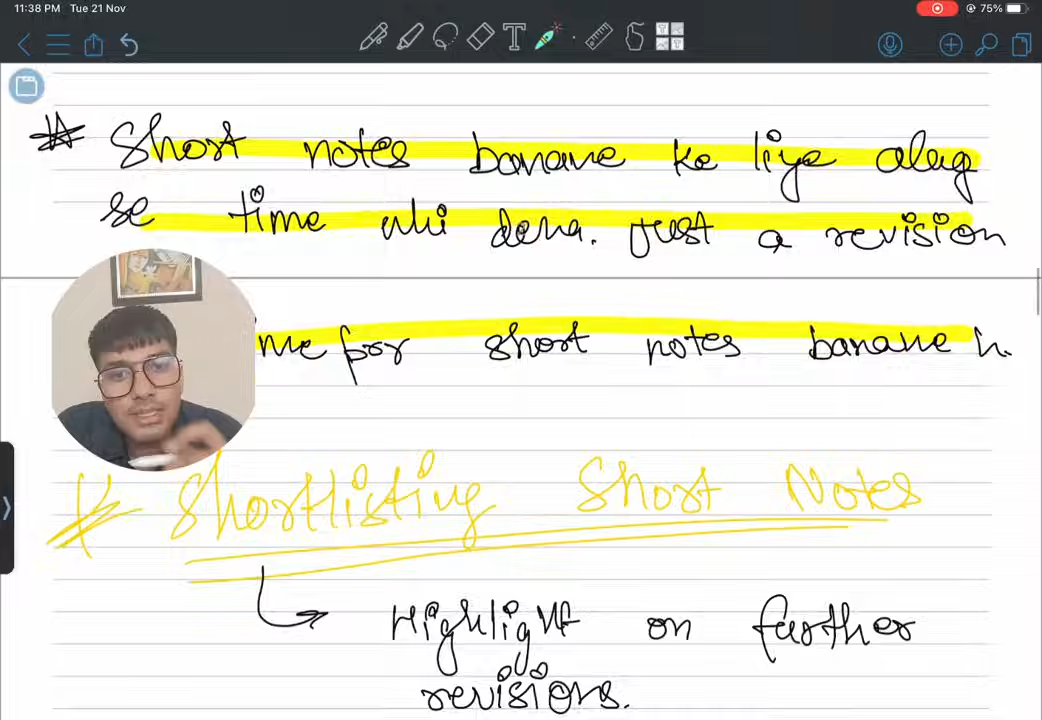 11:38 PM Tue 21 Nov 75%
Short notes banane ke liye alag
se time nhi dena. Just a revision
me for short notes banane h.
Shortlisting Short Notes
Highlight on further
revisions.